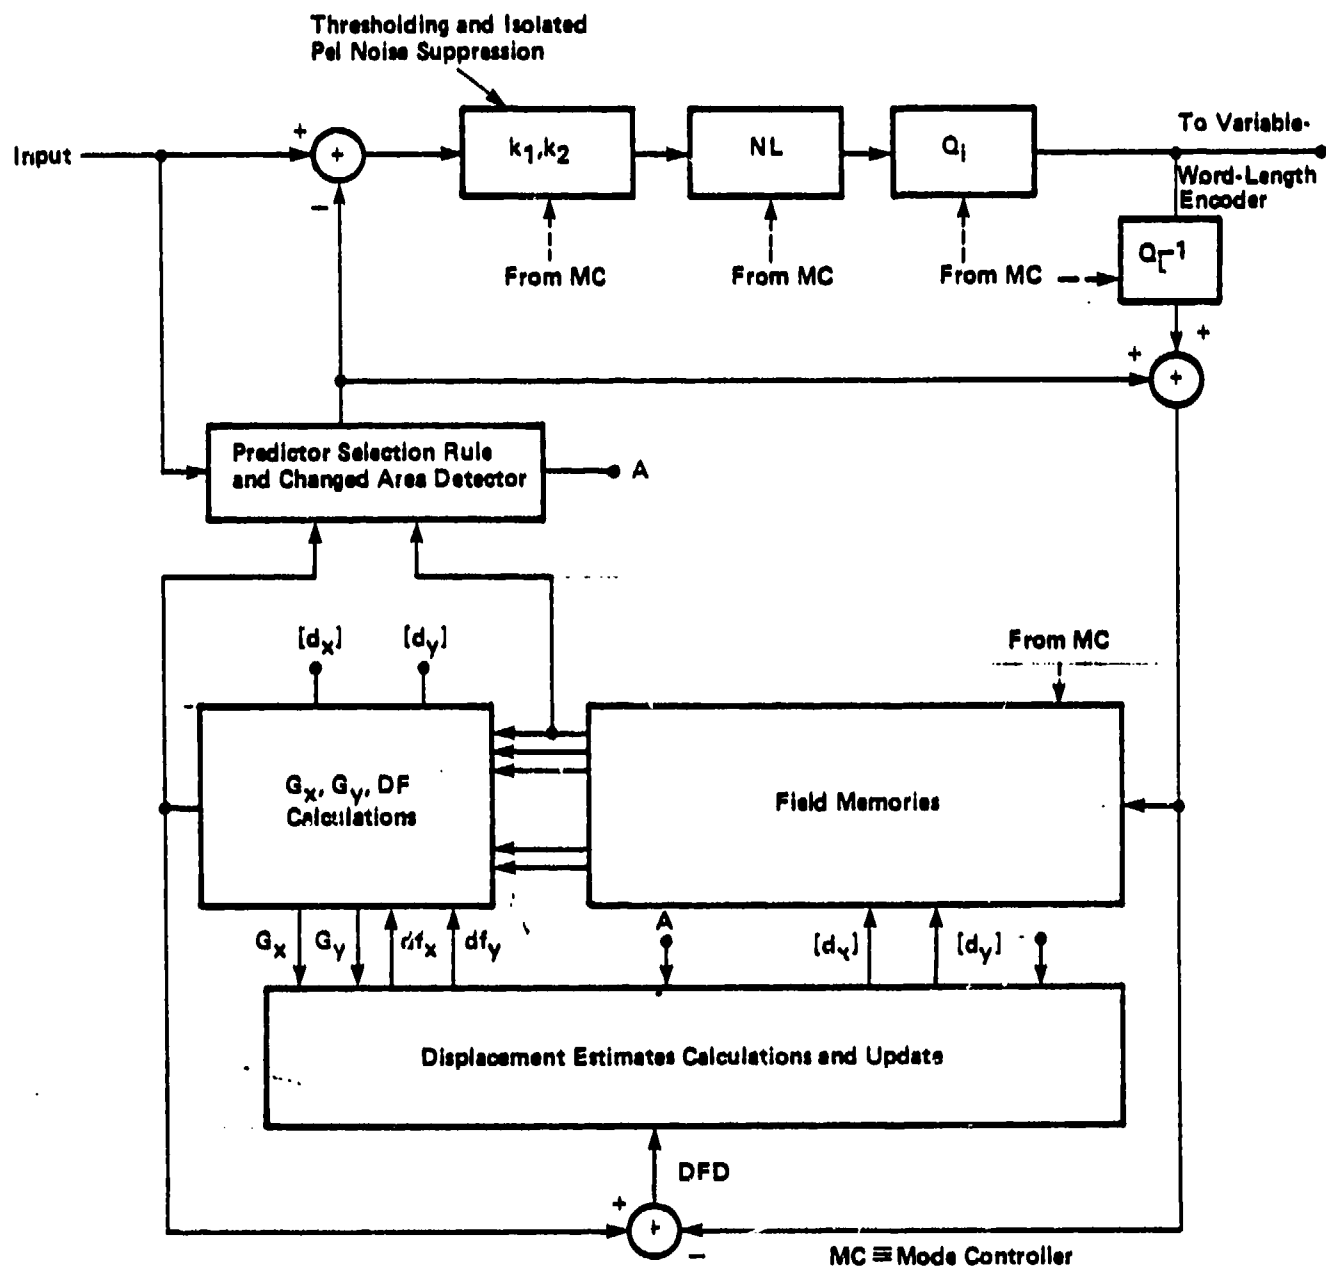 Thresholding and Isolated
Pel Noise Suppression
Input
+
+
−
k1,k2
NL
Qi
To Variable-
Word-Length
Encoder
From MC
From MC
From MC
+
+
+
Predictor Selection Rule
and Changed Area Detector
A
[dx]
[dy]
From MC
Gx, Gy, DF
Calculations
Field Memories
Gx
Gy
dfx
dfy
A
[dx]
[dy]
Displacement Estimates Calculations and Update
DFD
+
+
−
MC ≡ Mode Controller